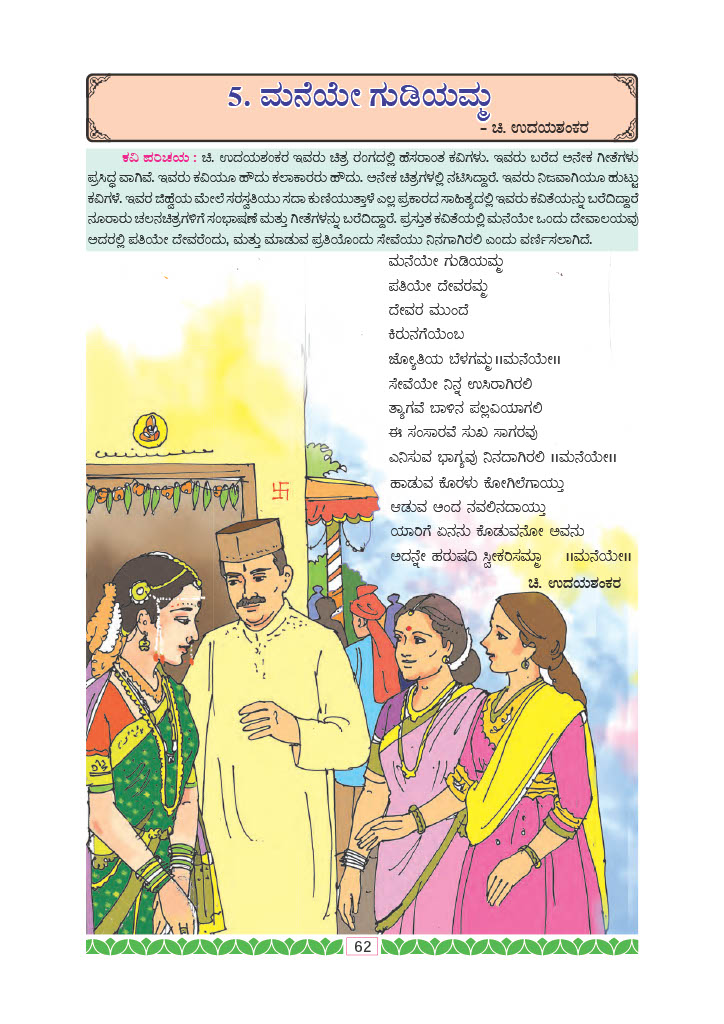 5. ಮನೆಯೇ ಗುಡಿಯಮ್ಮ
– ಚಿ. ಉದಯಶಂಕರ
ಕವಿ ಪರಿಚಯ : ಚಿ. ಉದಯಶಂಕರ ಇವರು ಚಿತ್ರ ರಂಗದಲ್ಲಿ ಹೆಸರಾಂತ ಕವಿಗಳು. ಇವರು ಬರೆದ ಅನೇಕ ಗೀತೆಗಳು
ಪ್ರಸಿದ್ಧವಾಗಿವೆ. ಇವರು ಕವಿಯೂ ಹೌದು ಕಲಾಕಾರರು ಹೌದು. ಅನೇಕ ಚಿತ್ರಗಳಲ್ಲಿ ನಟಿಸಿದ್ದಾರೆ. ಇವರು ನಿಜವಾಗಿಯೂ ಹುಟ್ಟು
ಕವಿಗಳೆ. ಇವರ ಜಿಹ್ವೆಯ ಮೇಲೆ ಸರಸ್ವತಿಯು ಸದಾ ಕುಣಿಯುತ್ತಾಳೆ ಎಲ್ಲ ಪ್ರಕಾರದ ಸಾಹಿತ್ಯದಲ್ಲಿ ಇವರು ಕವಿತೆಯನ್ನು ಬರೆದಿದ್ದಾರೆ
ನೂರಾರು ಚಲನಚಿತ್ರಗಳಿಗೆ ಸಂಭಾಷಣೆ ಮತ್ತು ಗೀತೆಗಳನ್ನು ಬರೆದಿದ್ದಾರೆ. ಪ್ರಸ್ತುತ ಕವಿತೆಯಲ್ಲಿ ಮನೆಯೇ ಒಂದು ದೇವಾಲಯವು
ಅದರಲ್ಲಿ ಪತಿಯೇ ದೇವರೆಂದು, ಮತ್ತು ಮಾಡುವ ಪ್ರತಿಯೊಂದು ಸೇವೆಯು ನಿನಗಾಗಿರಲಿ ಎಂದು ವರ್ಣಿಸಲಾಗಿದೆ.
ಮನೆಯೇ ಗುಡಿಯಮ್ಮ
ಪತಿಯೇ ದೇವರಮ್ಮ
ದೇವರ ಮುಂದೆ
ಕಿರುನಗೆಯೆಂಬ
ಜ್ಯೋತಿಯ ಬೆಳಗಮ್ಮ ॥ಮನೆಯೇ॥
ಸೇವೆಯೇ ನಿನ್ನ ಉಸಿರಾಗಿರಲಿ
ತ್ಯಾಗವೆ ಬಾಳಿನ ಪಲ್ಲವಿಯಾಗಲಿ
ಈ ಸಂಸಾರವೆ ಸುಖ ಸಾಗರವು
ಎನಿಸುವ ಭಾಗ್ಯವು ನಿನದಾಗಿರಲಿ ॥ಮನೆಯೇ॥
ಹಾಡುವ ಕೊರಳು ಕೋಗಿಲೆಗಾಯ್ತು
ಆಡುವ ಅಂದ ನವಲಿನದಾಯ್ತು
ಯಾರಿಗೆ ಏನನು ಕೊಡುವನೋ ಅವನು
ಅದನ್ನೇ ಹರುಷದಿ ಸ್ವೀಕರಿಸಮ್ಮಾ ॥ಮನೆಯೇ॥
ಚಿ. ಉದಯಶಂಕರ
62